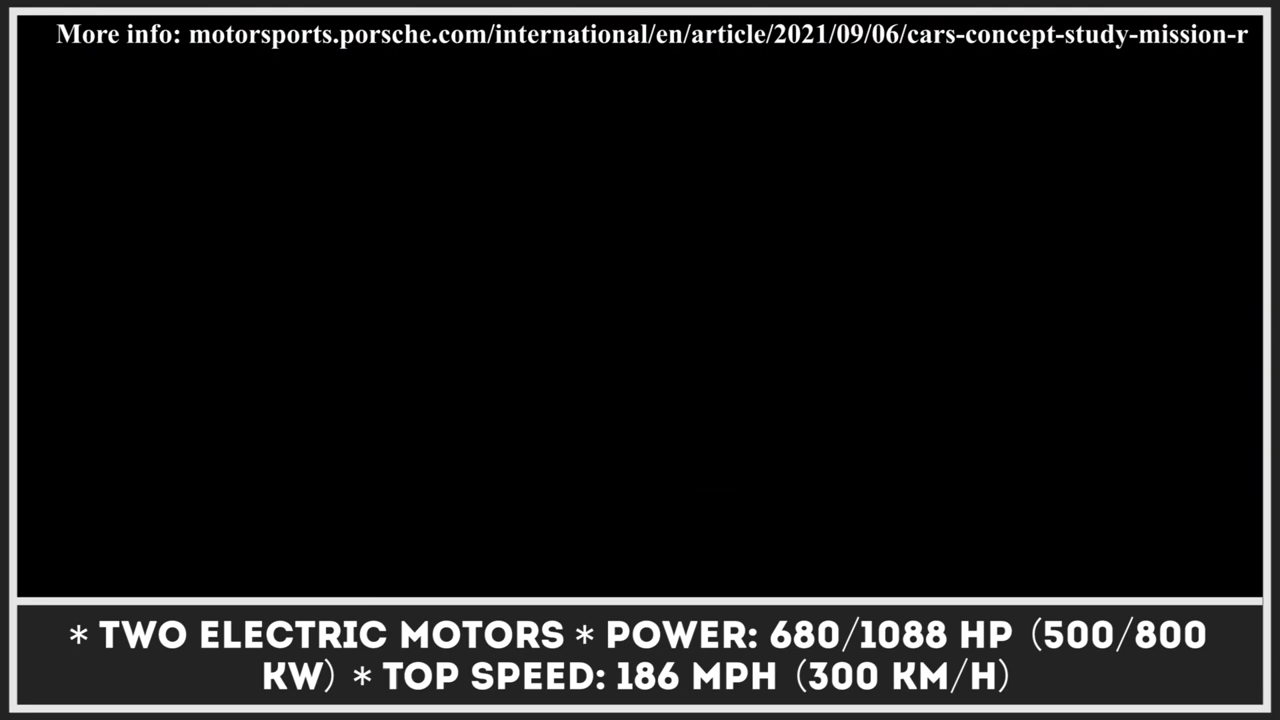 More info: motorsports.porsche.com/international/en/article/2021/09/06/cars-concept-study-mission-r
* TWO ELECTRIC MOTORS * POWER: 680/1088 HP (500/800
KW) * TOP SPEED: 186 MPH (300 KM/H)